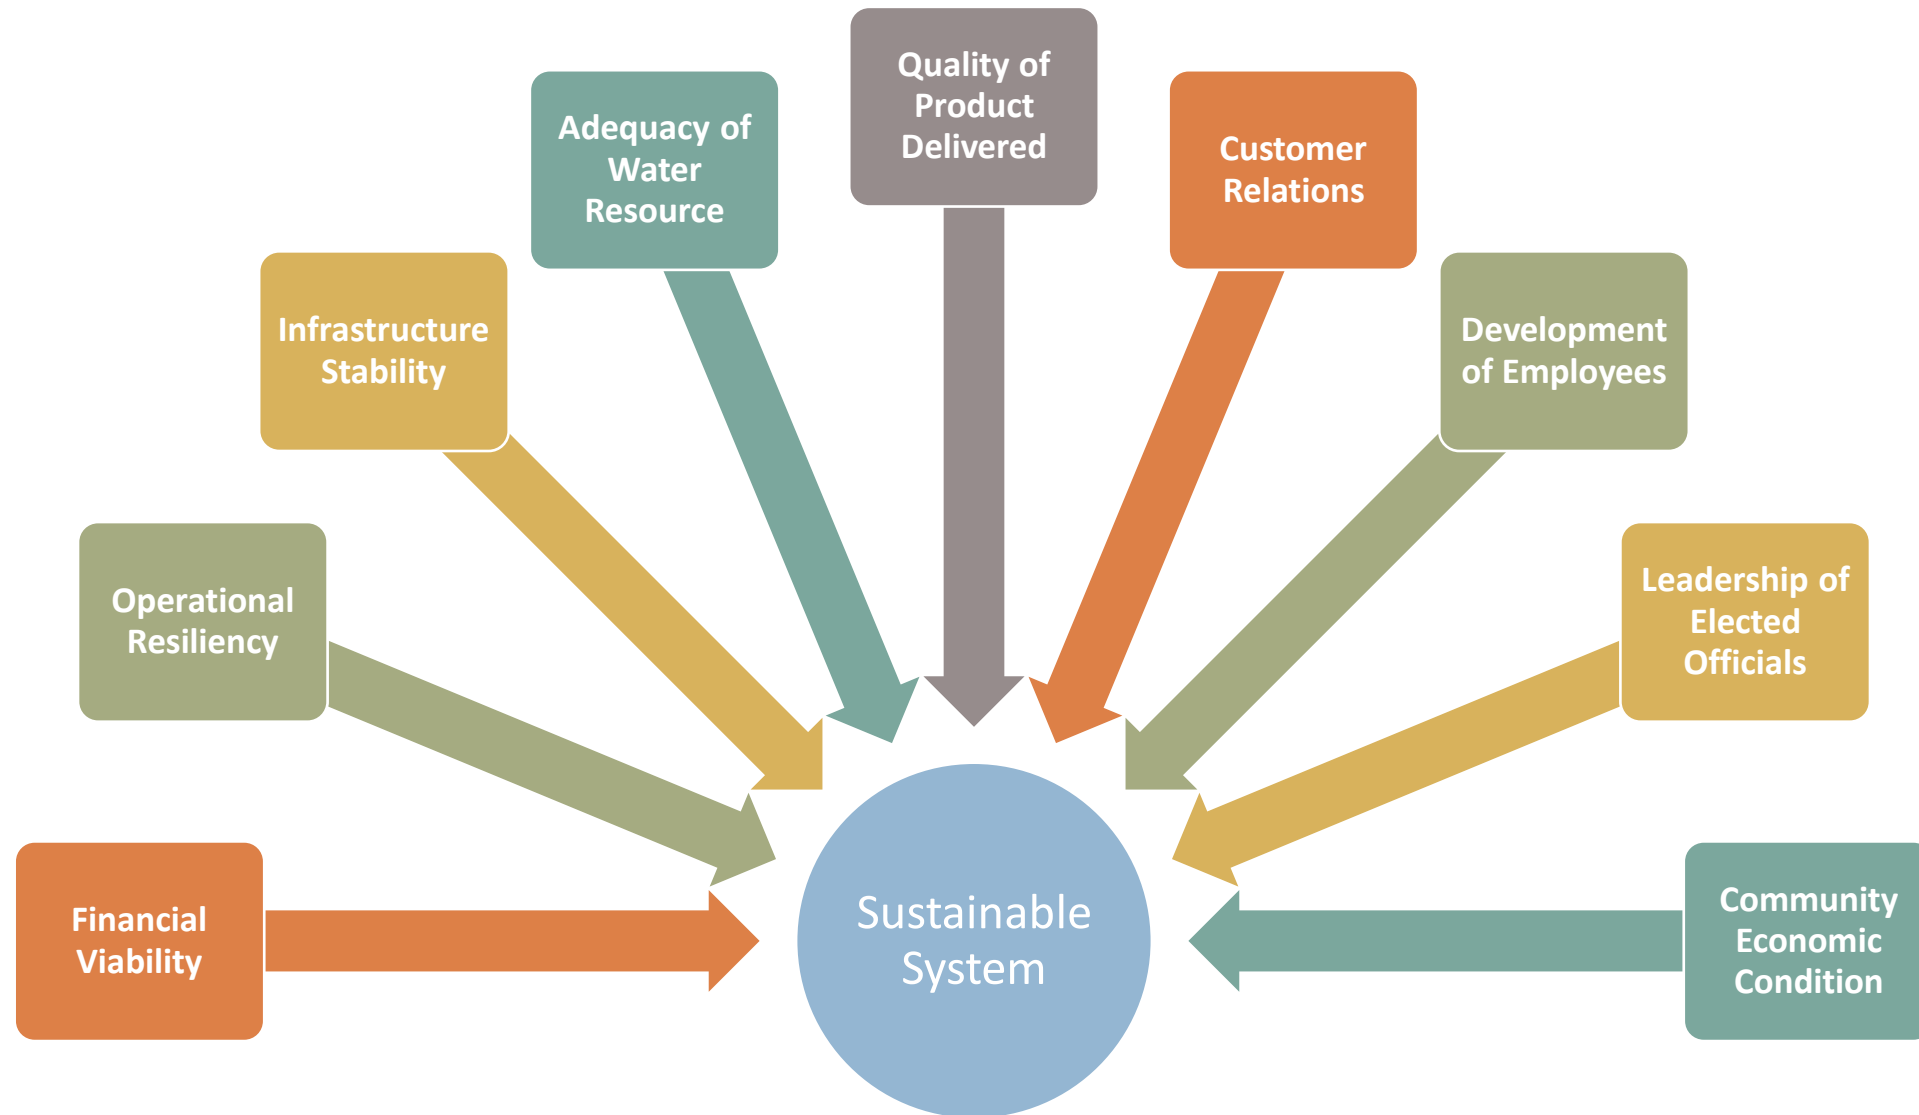 Quality of
Product
Delivered
Adequacy of
Water
Resource
Customer
Relations
Infrastructure
Stability
Development
of Employees
Operational
Resiliency
Leadership of
Elected
Officials
Financial
Viability
Sustainable
System
Community
Economic
Condition